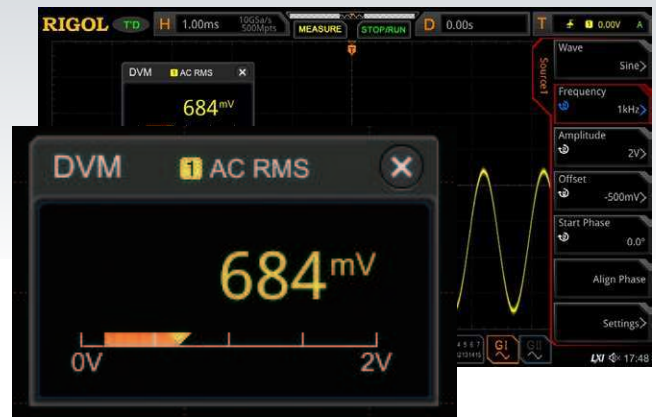 RIGOL T'D H 1.00ms 10GSa/s 500Mpts MEASURE STOP/RUN D 0.00s T 1 0.00V A
DVM 1 AC RMS X
684mV
Source1
Wave
Sine>
Frequency
1kHz>
Amplitude
2V>
Offset
-500mV>
Start Phase
0.0°
Align Phase
Settings>
DVM 1 AC RMS X
684mV
0V 2V
GI GII
LXI 17:48